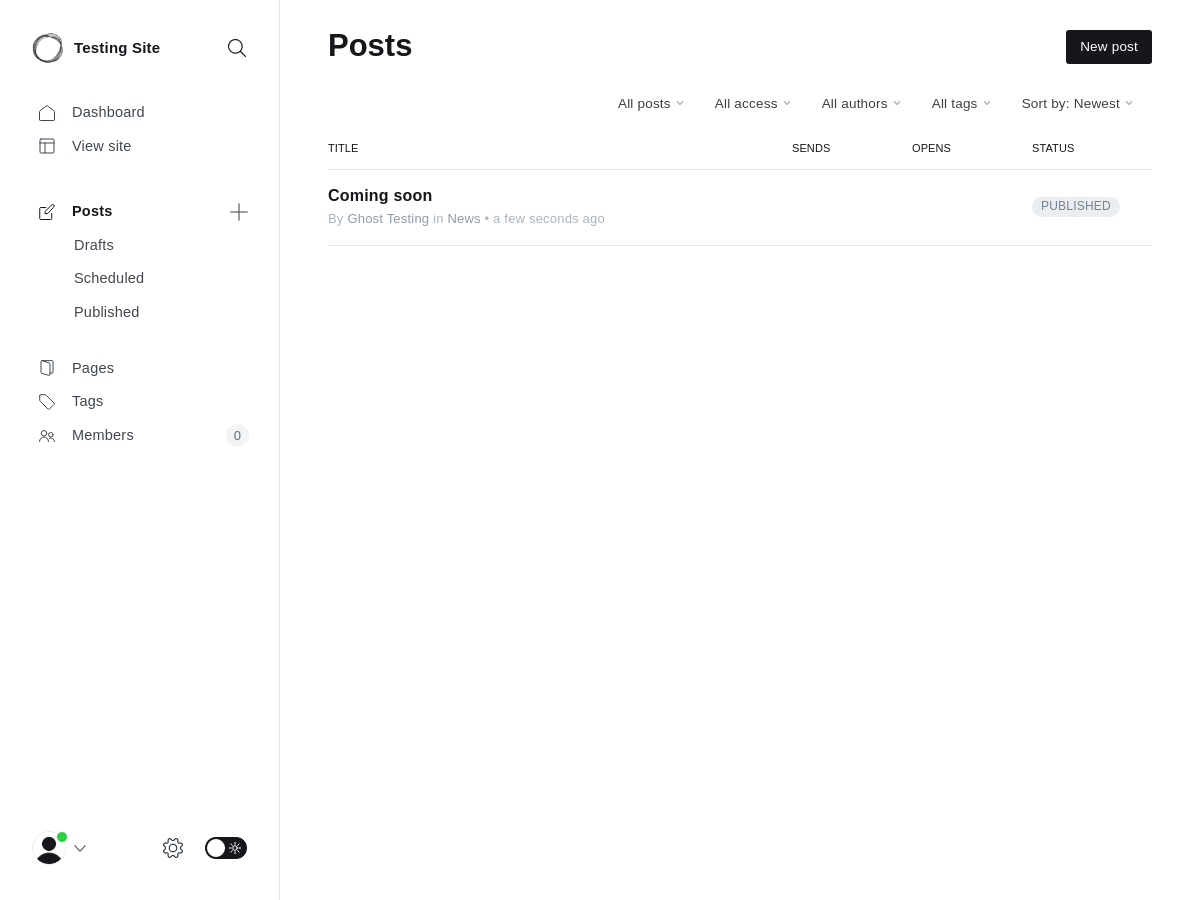 Testing Site
Dashboard
View site
Posts
Drafts
Scheduled
Published
Pages
Tags
Members 0
Posts
New post
All posts All access All authors All tags Sort by: Newest
TITLE SENDS OPENS STATUS
Coming soon
By Ghost Testing in News • a few seconds ago
PUBLISHED